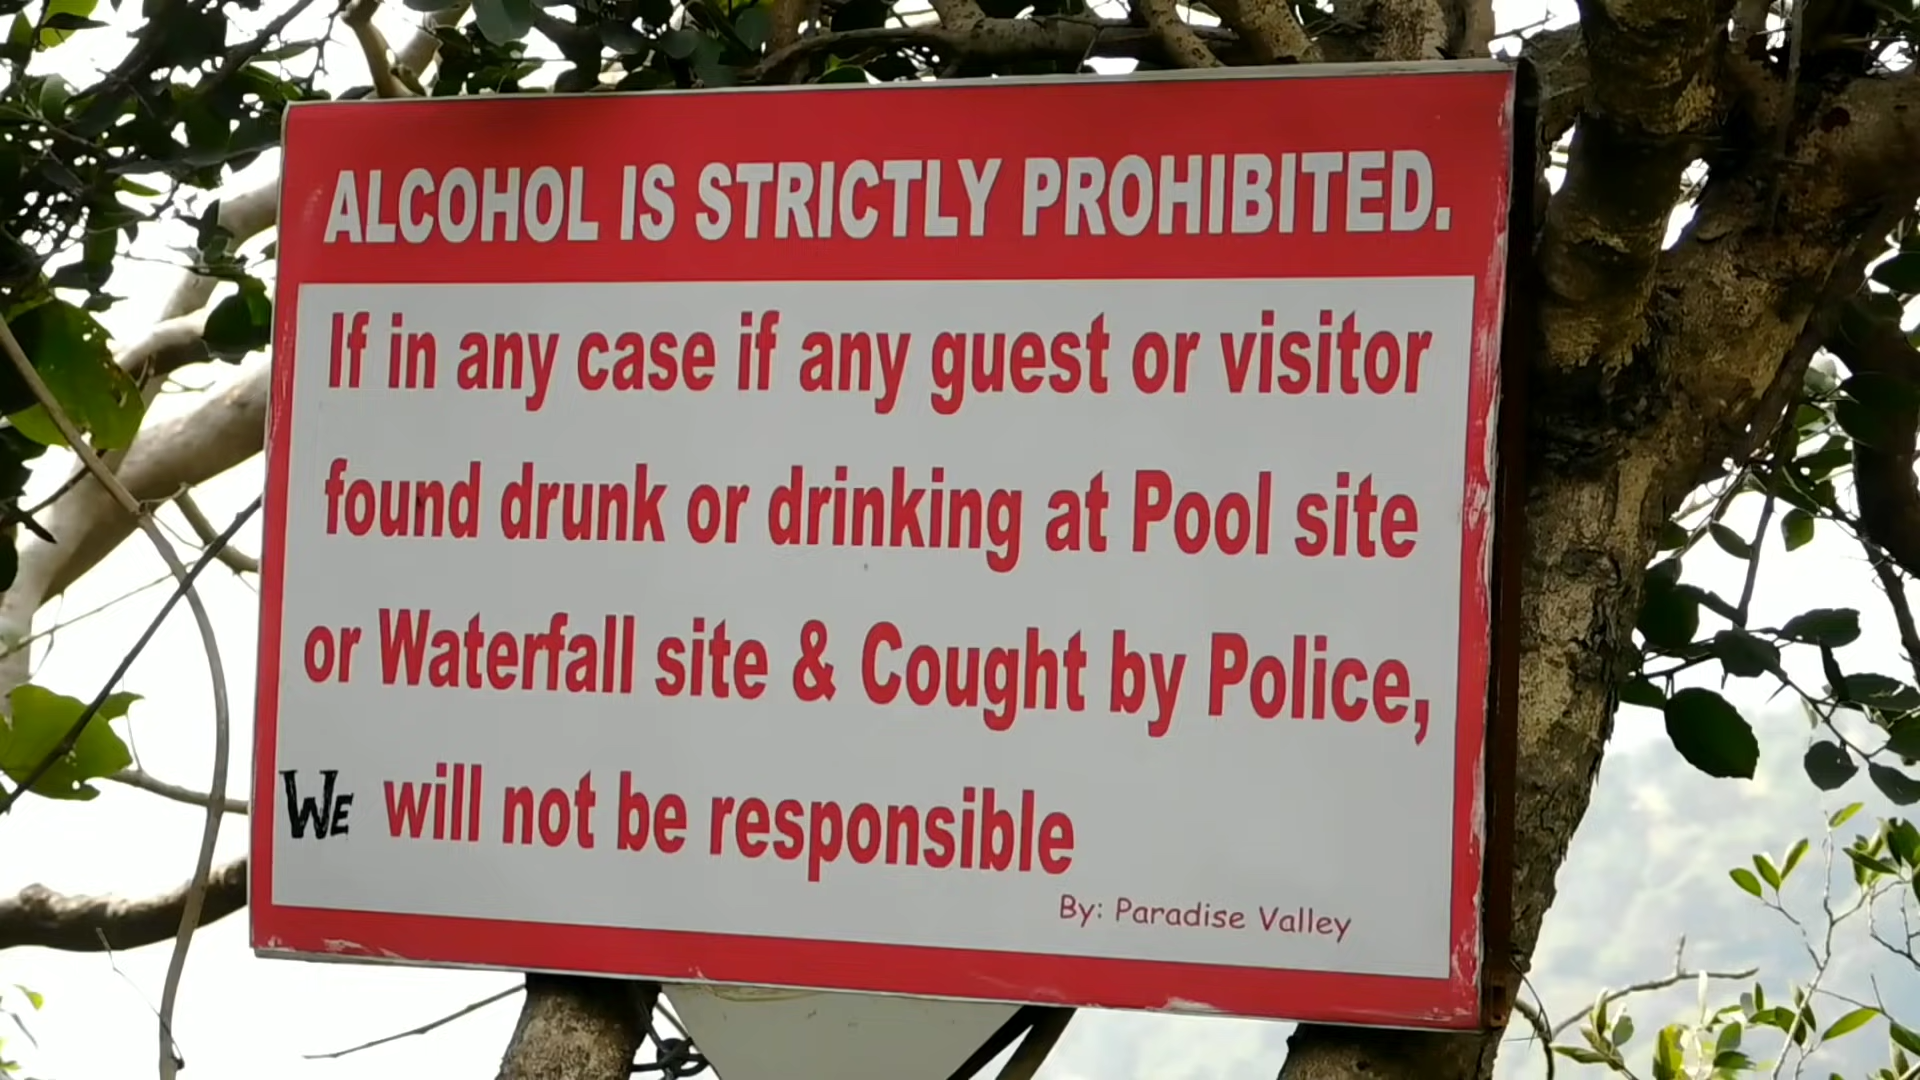 ALCOHOL IS STRICTLY PROHIBITED.
If in any case if any guest or visitor
found drunk or drinking at Pool site
or Waterfall site & Cought by Police,
WE will not be responsible
By: Paradise Valley